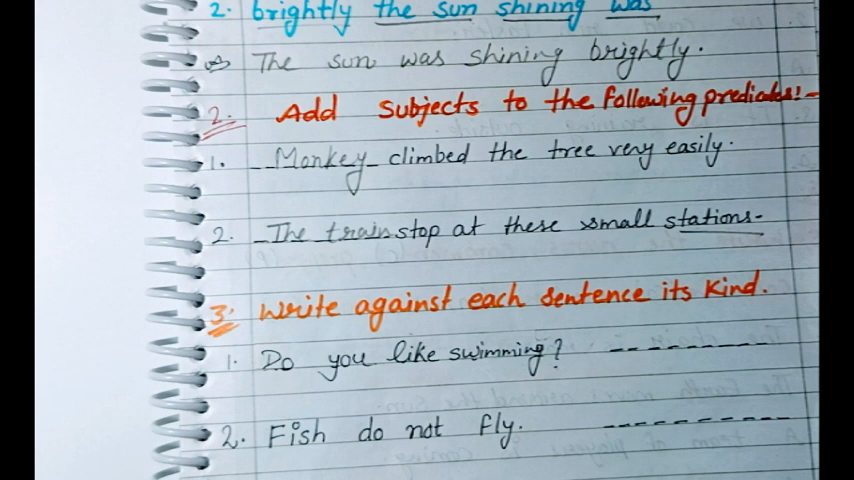 2. brightly the sun shining was
⇒ The sun was shining brightly.
2. Add subjects to the following predicates:-
1. _Monkey_ climbed the tree very easily.
2. _The train stop at these small stations-
3. Write against each sentence its kind.
1. Do you like swimming? ---------
2. Fish do not fly. ----------